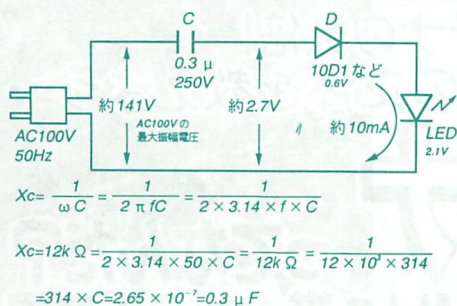 C
0.3 μ
250V
D
10D1など
0.6V
約141V
AC100Vの
最大振幅電圧
約2.7V
約10mA
LED
2.1V
AC100V
50Hz
Xc= 1/ωC = 1/2πfC = 1/2×3.14×f×C
Xc=12kΩ = 1/2×3.14×50×C = 1/12kΩ = 1/12×10³×314
=314×C=2.65×10⁻⁷=0.3μF